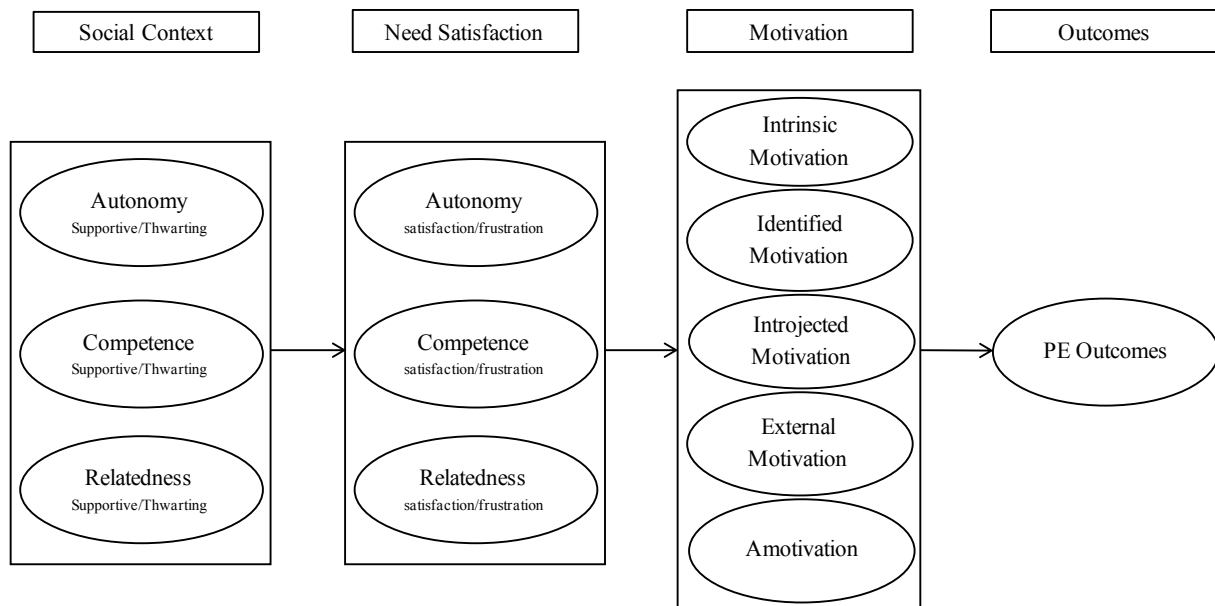 Social Context
Need Satisfaction
Motivation
Outcomes
Autonomy
Supportive/Thwarting
Competence
Supportive/Thwarting
Relatedness
Supportive/Thwarting
Autonomy
satisfaction/frustration
Competence
satisfaction/frustration
Relatedness
satisfaction/frustration
Intrinsic
Motivation
Identified
Motivation
Introjected
Motivation
External
Motivation
Amotivation
PE Outcomes